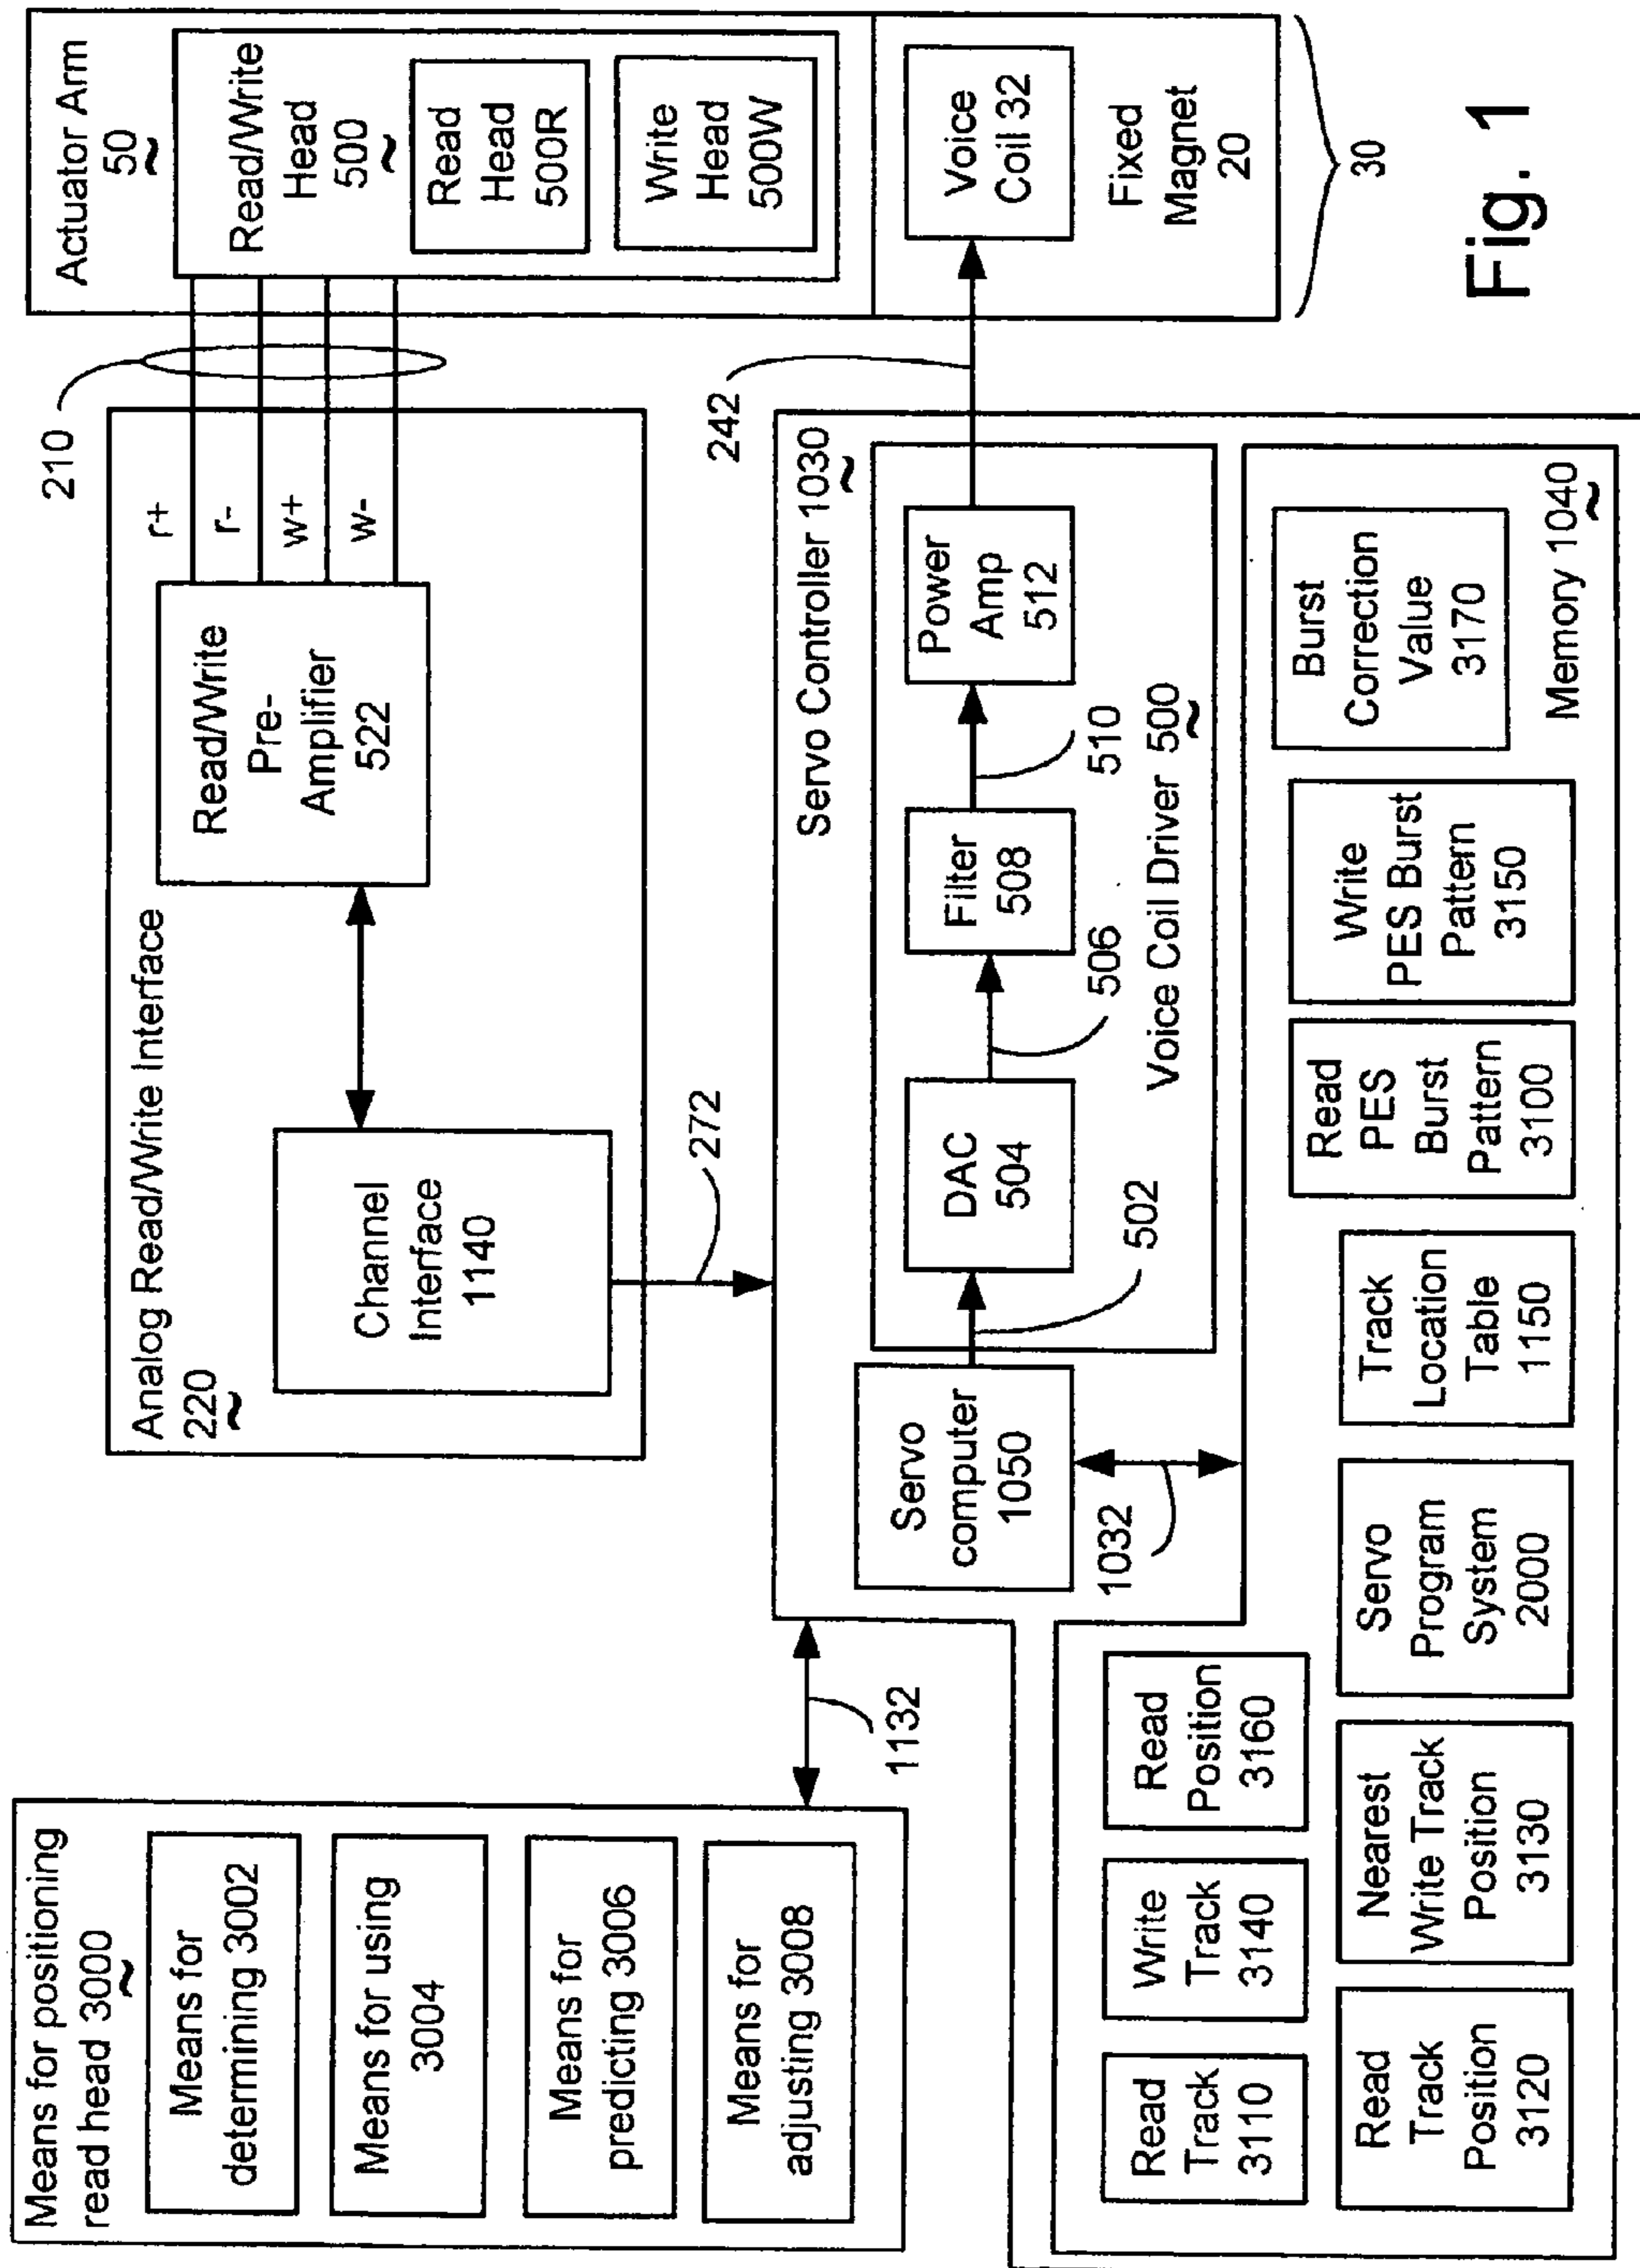 Means for positioning
read head 3000
Means for
determining 3002
Means for using
3004
Means for
predicting 3006
Means for
adjusting 3008
1132
Analog Read/Write Interface
220
Channel
Interface
1140
Read/Write
Pre-
Amplifier
522
r+
r-
w+
w-
210
272
Actuator Arm
50
Read/Write
Head
500
Read
Head
500R
Write
Head
500W
Voice
Coil 32
Fixed
Magnet
20
30
242
Servo Controller 1030
Servo
computer
1050
502
DAC
504
506
Filter
508
510
Power
Amp
512
Voice Coil Driver 500
1032
Read
Track
3110
Write
Track
3140
Read
Position
3160
Read
Track
Position
3120
Nearest
Write Track
Position
3130
Servo
Program
System
2000
Track
Location
Table
1150
Read
PES
Burst
Pattern
3100
Write
PES Burst
Pattern
3150
Burst
Correction
Value
3170
Memory 1040
Fig. 1